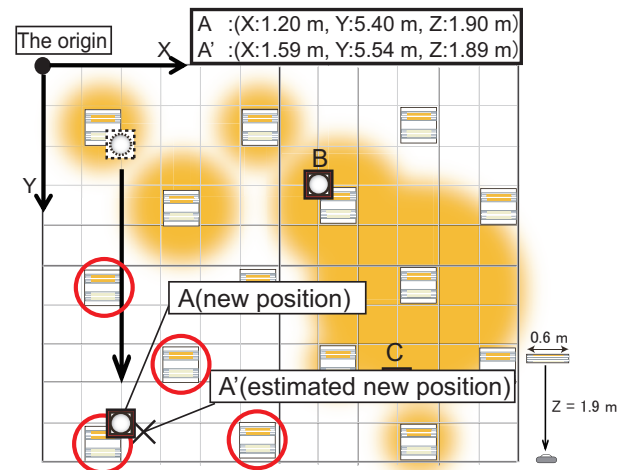 The origin
A :(X:1.20 m, Y:5.40 m, Z:1.90 m)
A' :(X:1.59 m, Y:5.54 m, Z:1.89 m)
X
Y
B
A(new position)
C
0.6 m
A'(estimated new position)
Z = 1.9 m